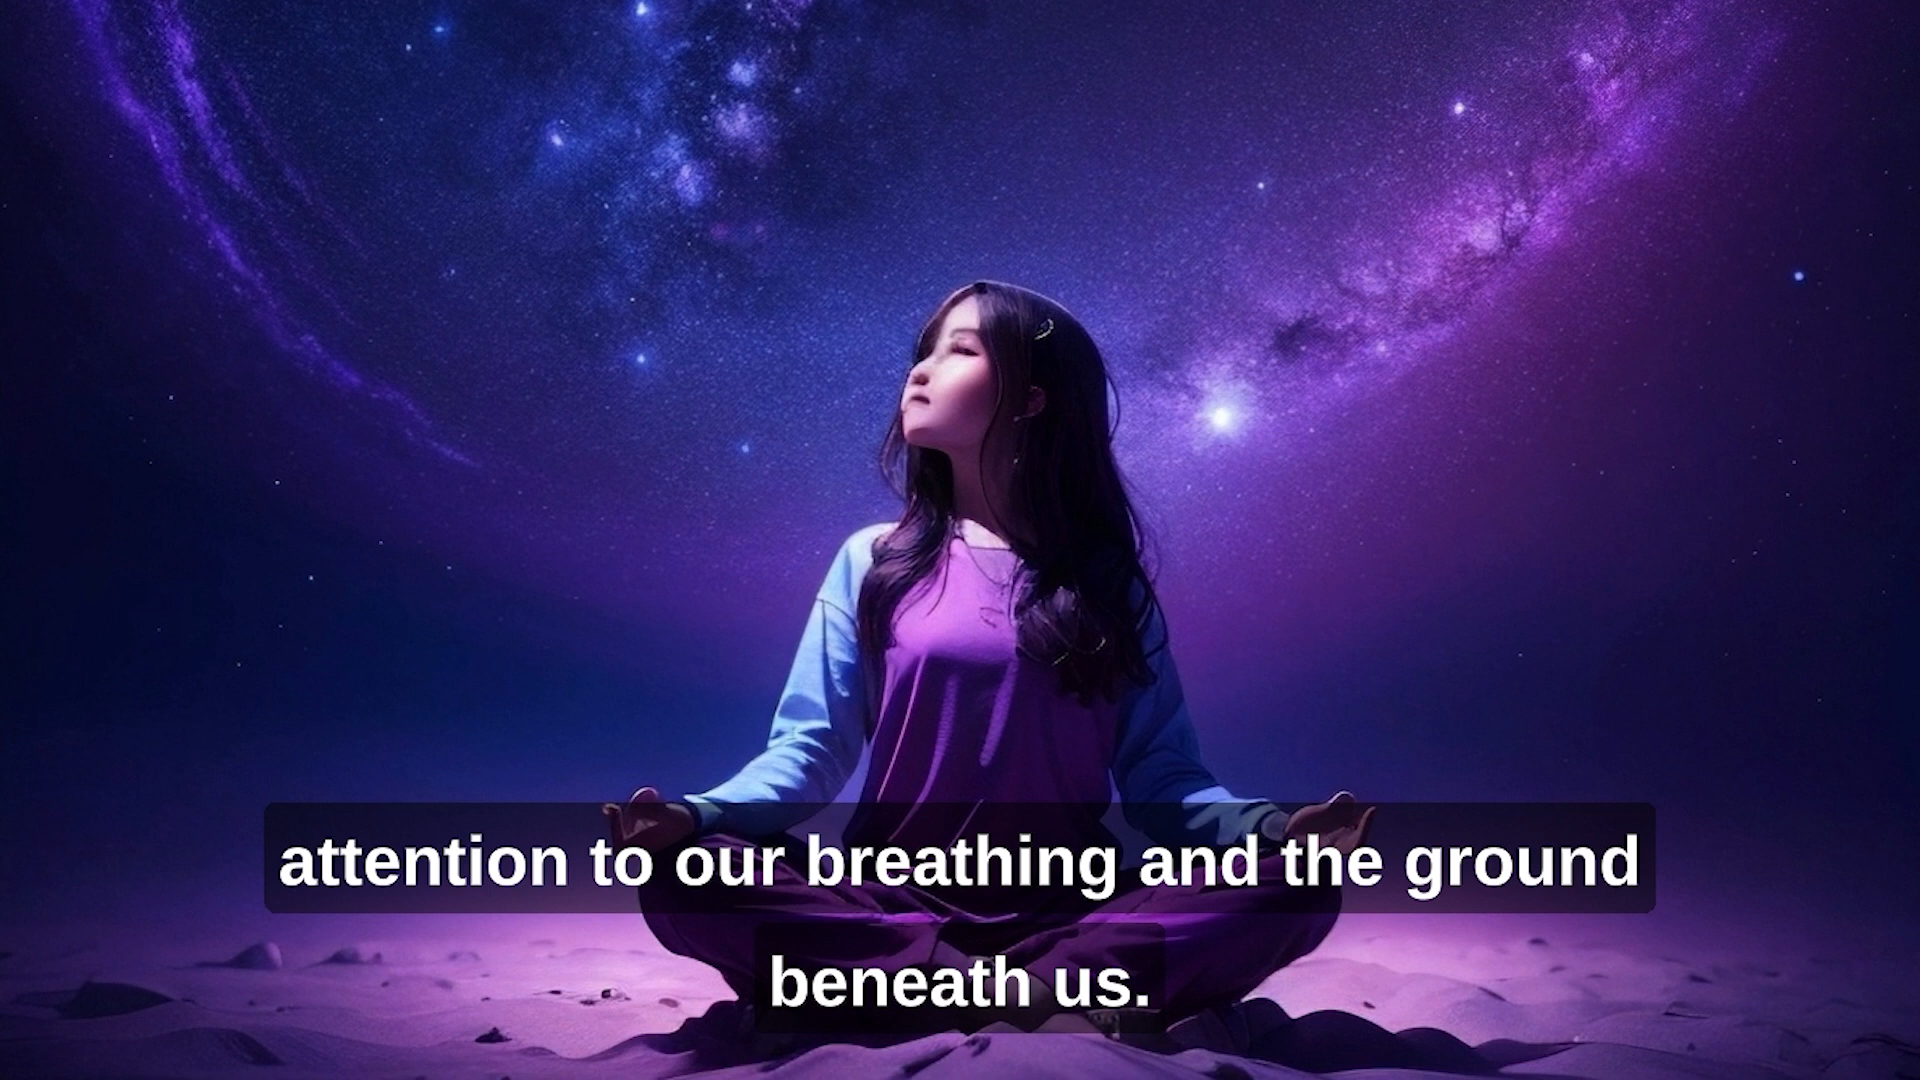 attention to our breathing and the ground
beneath us.